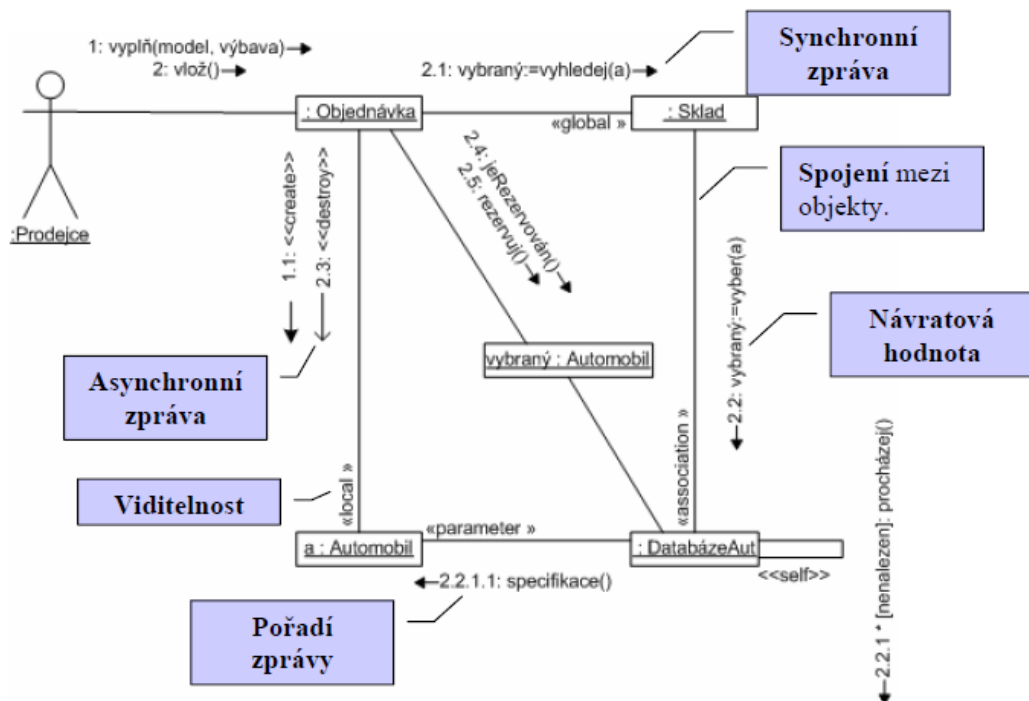 1: vyplň(model, výbava)
2: vlož()
2.1: vybraný:=vyhledej(a)
Synchronní
zpráva
: Objednávka
«global »
: Sklad
:Prodejce
1.1: <<create>>
2.3: <<destroy>>
2.4: jeRezervován()
2.5: rezervuj()
Spojení mezi
objekty.
2.2: vybraný:=vyber(a)
Návratová
hodnota
vybraný : Automobil
Asynchronní
zpráva
Viditelnost
«local »
«association »
2.2.1 * [nenalezen]: procházej()
a : Automobil
«parameter »
: DatabázeAut
<<self>>
2.2.1.1: specifikace()
Pořadí
zprávy